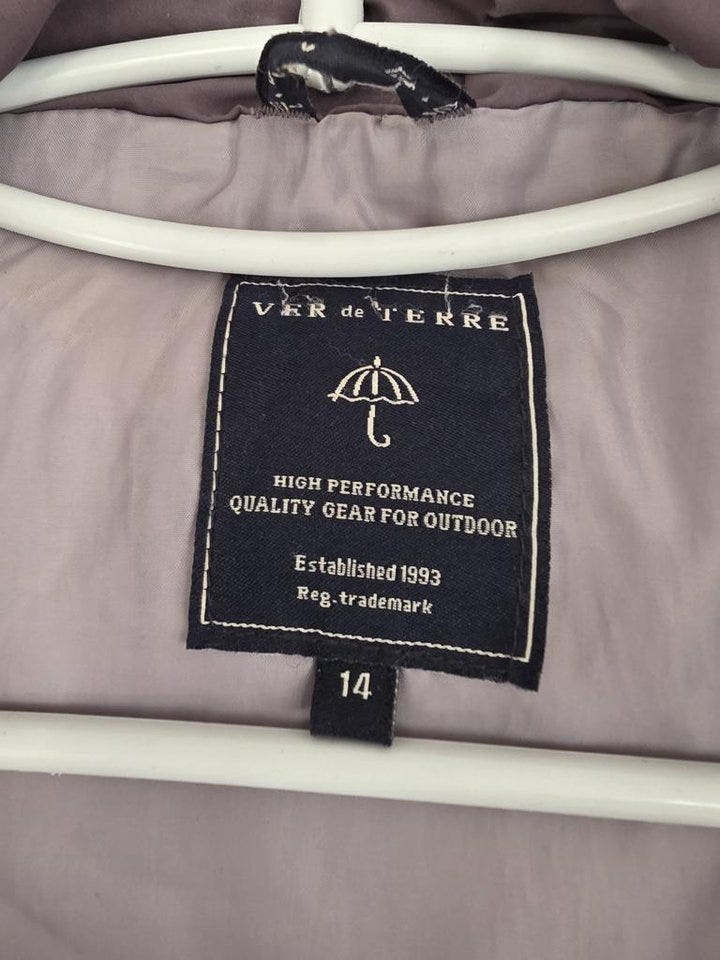 VER de TERRE
HIGH PERFORMANCE
QUALITY GEAR FOR OUTDOOR
Established 1993
Reg.trademark
14